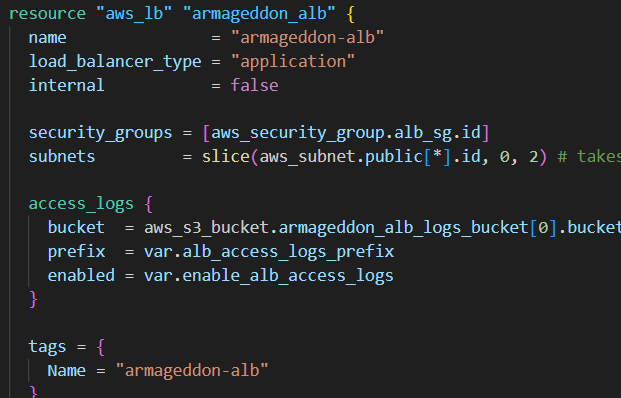 resource "aws_lb" "armageddon_alb" {
name = "armageddon-alb"
load_balancer_type = "application"
internal = false
security_groups = [aws_security_group.alb_sg.id]
subnets = slice(aws_subnet.public[*].id, 0, 2) # takes
access_logs {
bucket = aws_s3_bucket.armageddon_alb_logs_bucket[0].bucket
prefix = var.alb_access_logs_prefix
enabled = var.enable_alb_access_logs
}
tags = {
Name = "armageddon-alb"
}